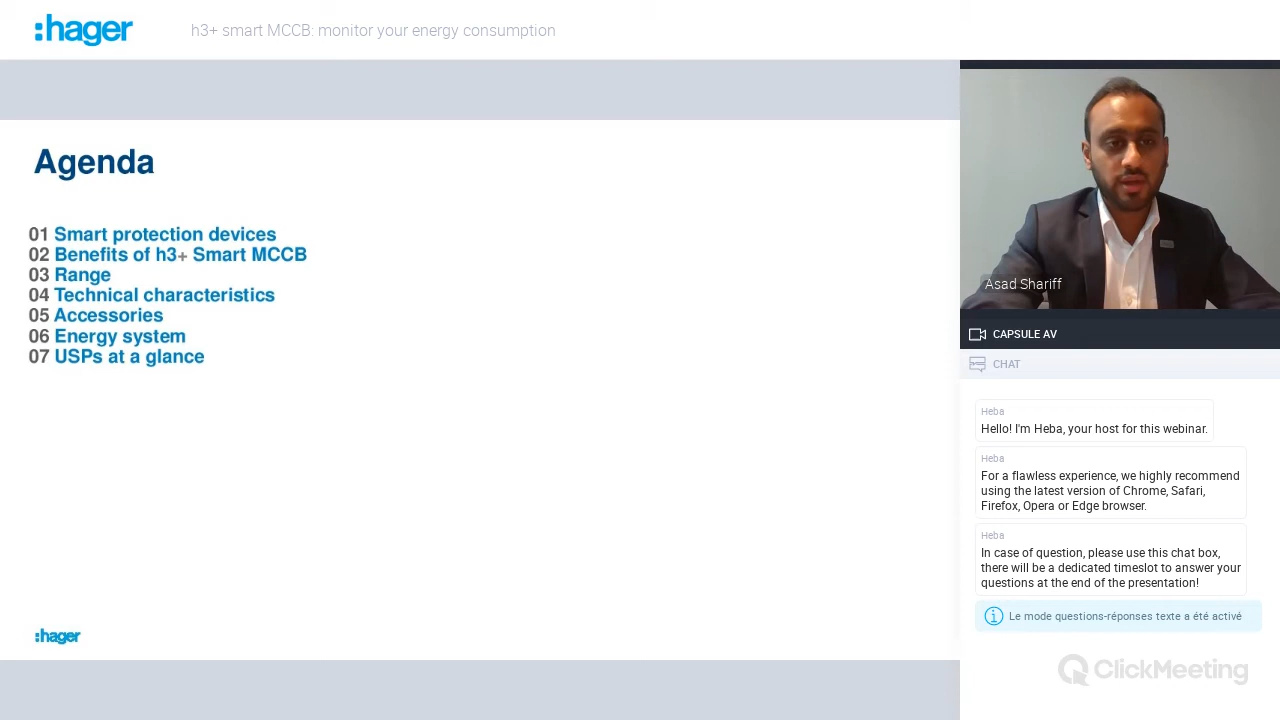 :hager
h3+ smart MCCB: monitor your energy consumption
Agenda
01 Smart protection devices
02 Benefits of h3+ Smart MCCB
03 Range
04 Technical characteristics
05 Accessories
06 Energy system
07 USPs at a glance
:hager
Asad Shariff
CAPSULE AV
CHAT
Heba
Hello! I'm Heba, your host for this webinar.
Heba
For a flawless experience, we highly recommend
using the latest version of Chrome, Safari,
Firefox, Opera or Edge browser.
Heba
In case of question, please use this chat box,
there will be a dedicated timeslot to answer your
questions at the end of the presentation!
Le mode questions-réponses texte a été activé
ClickMeeting